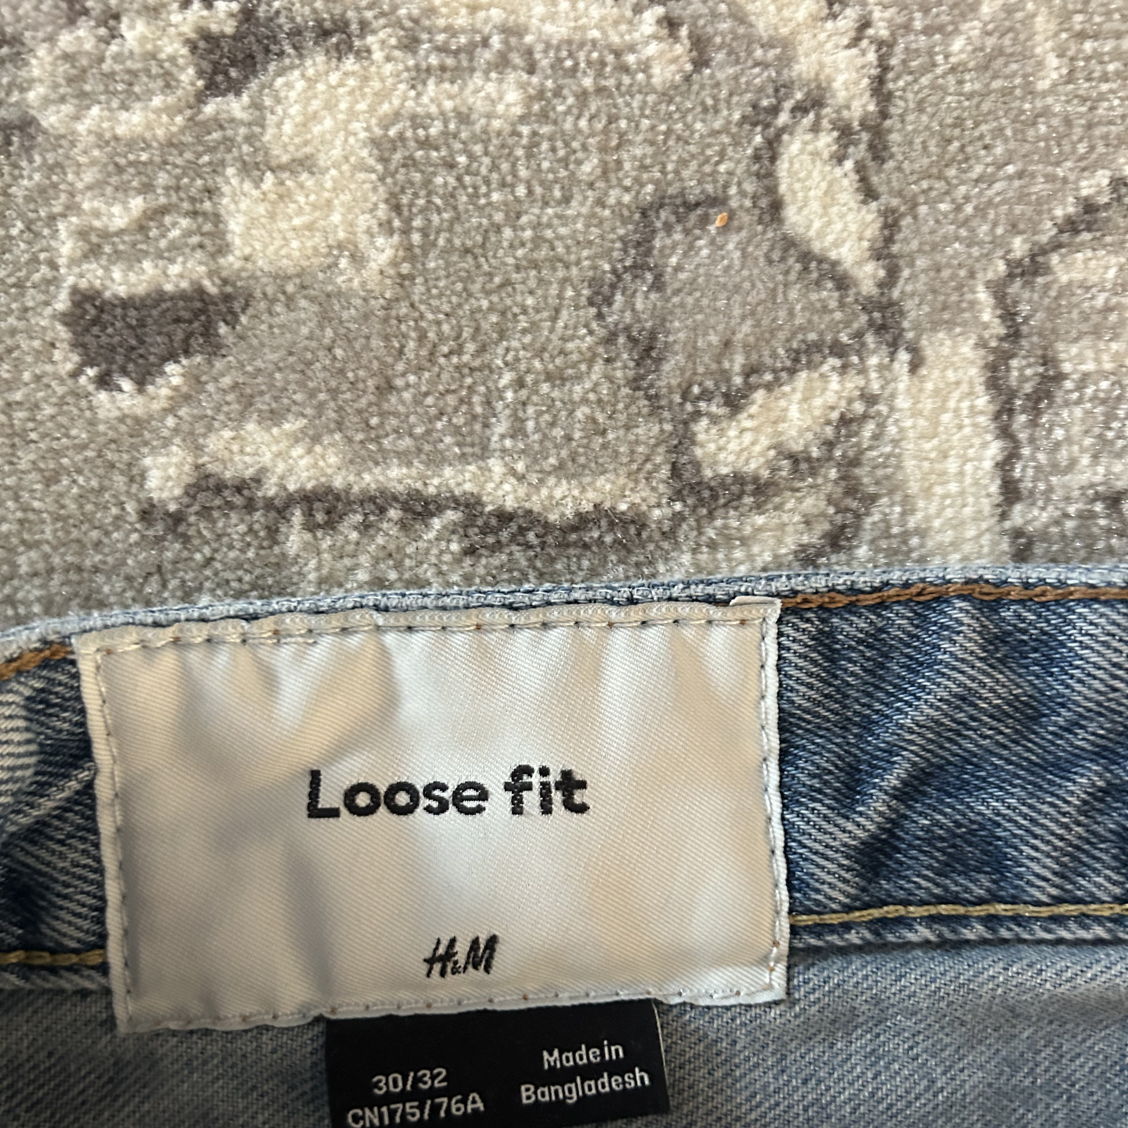 Loose fit
H&M
30/32
CN175/76A
Made in
Bangladesh